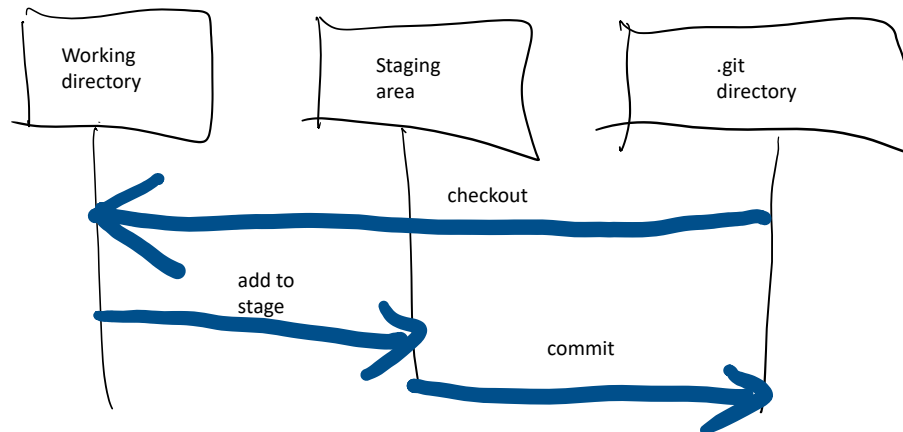 Working
directory
Staging
area
.git
directory
checkout
add to
stage
commit